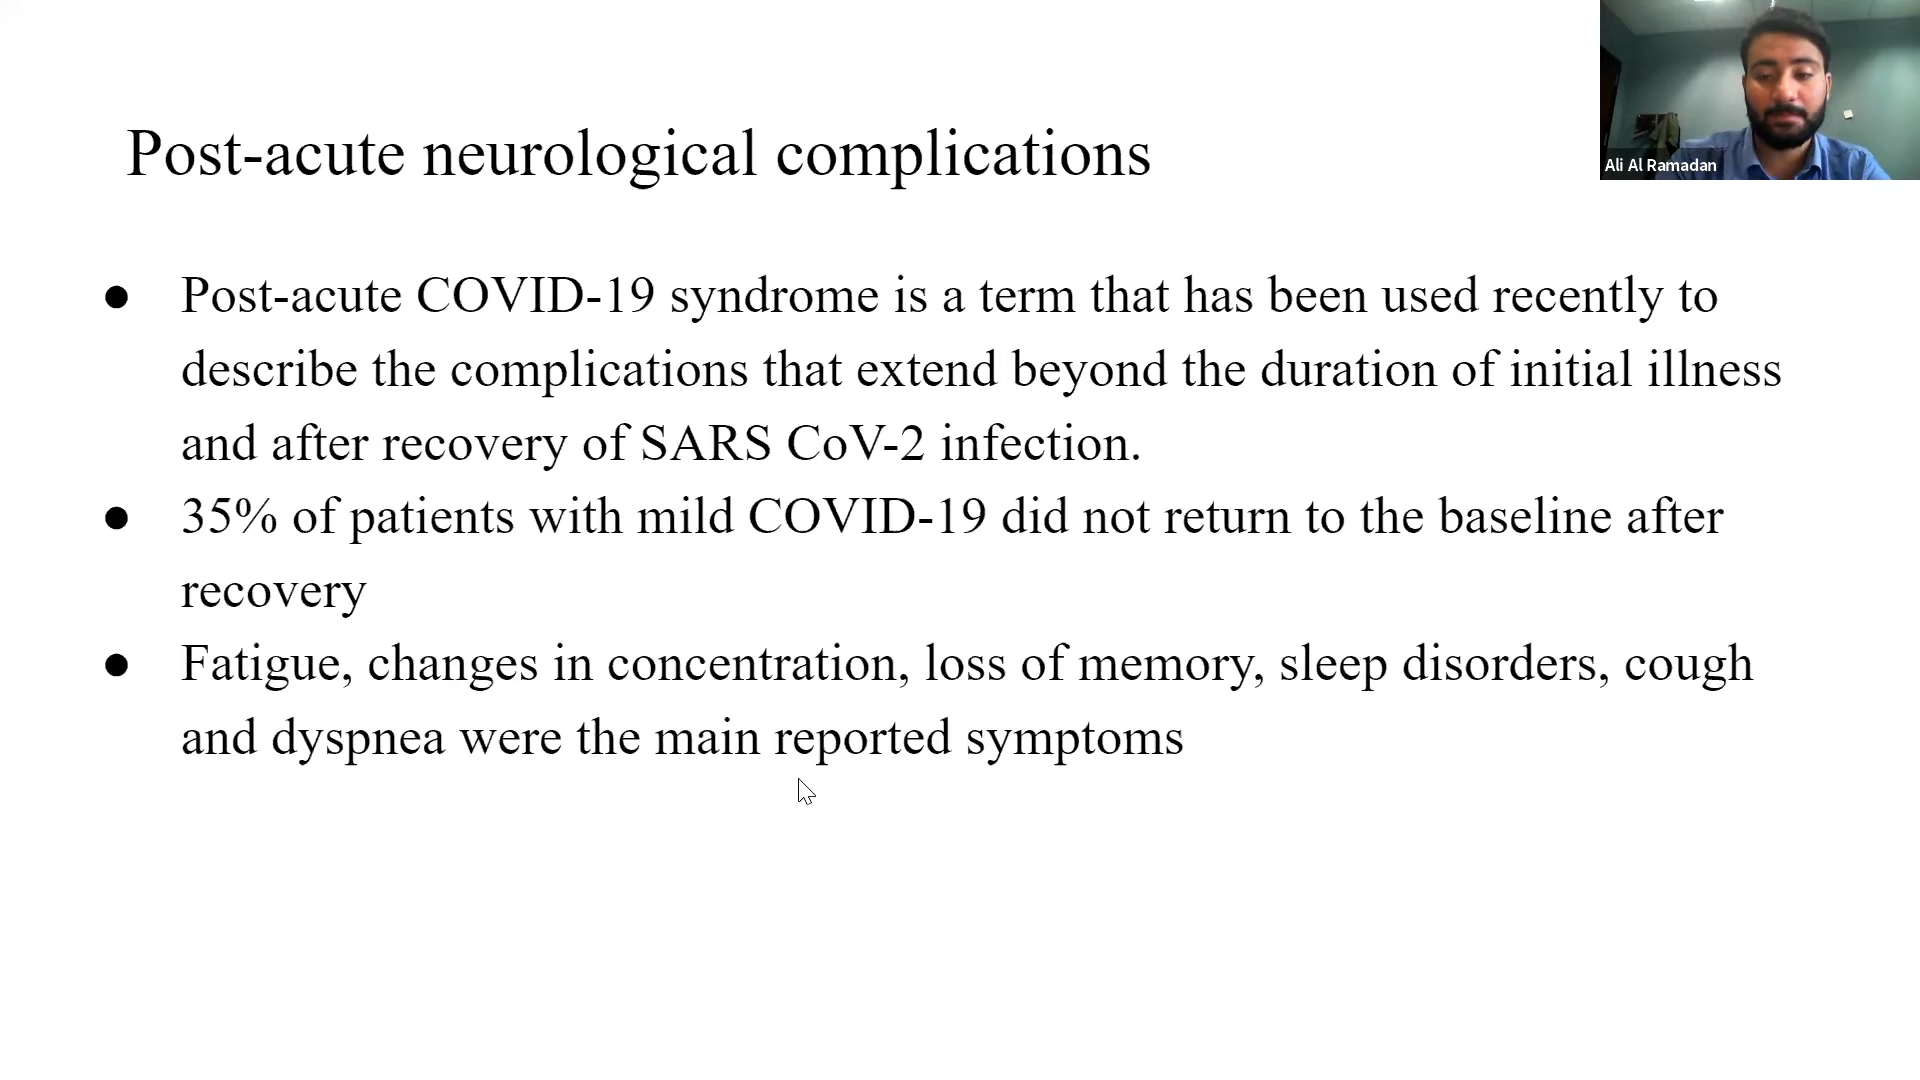 Post-acute neurological complications
Ali Al Ramadan
● Post-acute COVID-19 syndrome is a term that has been used recently to
describe the complications that extend beyond the duration of initial illness
and after recovery of SARS CoV-2 infection.
● 35% of patients with mild COVID-19 did not return to the baseline after
recovery
● Fatigue, changes in concentration, loss of memory, sleep disorders, cough
and dyspnea were the main reported symptoms